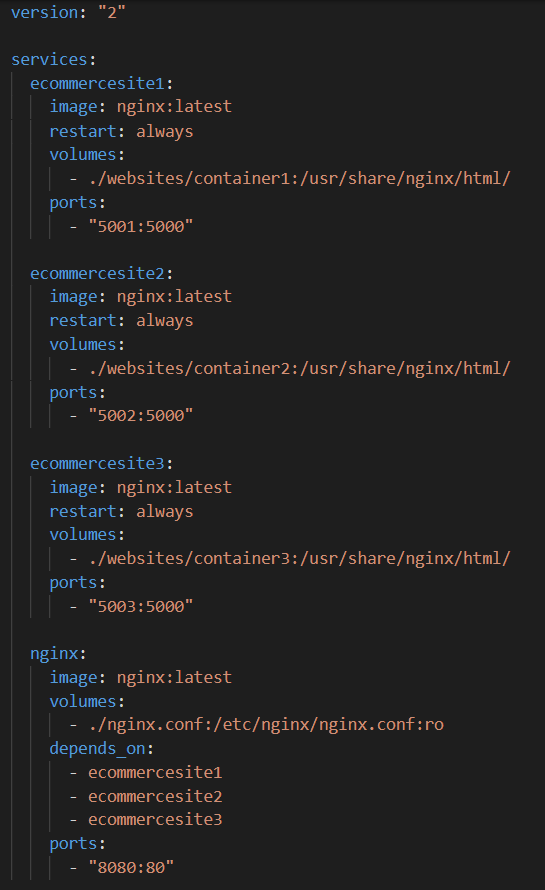 version: "2"

services:
  ecommercesite1:
    image: nginx:latest
    restart: always
    volumes:
      - ./websites/container1:/usr/share/nginx/html/
    ports:
      - "5001:5000"

  ecommercesite2:
    image: nginx:latest
    restart: always
    volumes:
      - ./websites/container2:/usr/share/nginx/html/
    ports:
      - "5002:5000"

  ecommercesite3:
    image: nginx:latest
    restart: always
    volumes:
      - ./websites/container3:/usr/share/nginx/html/
    ports:
      - "5003:5000"

  nginx:
    image: nginx:latest
    volumes:
      - ./nginx.conf:/etc/nginx/nginx.conf:ro
    depends_on:
      - ecommercesite1
      - ecommercesite2
      - ecommercesite3
    ports:
      - "8080:80"